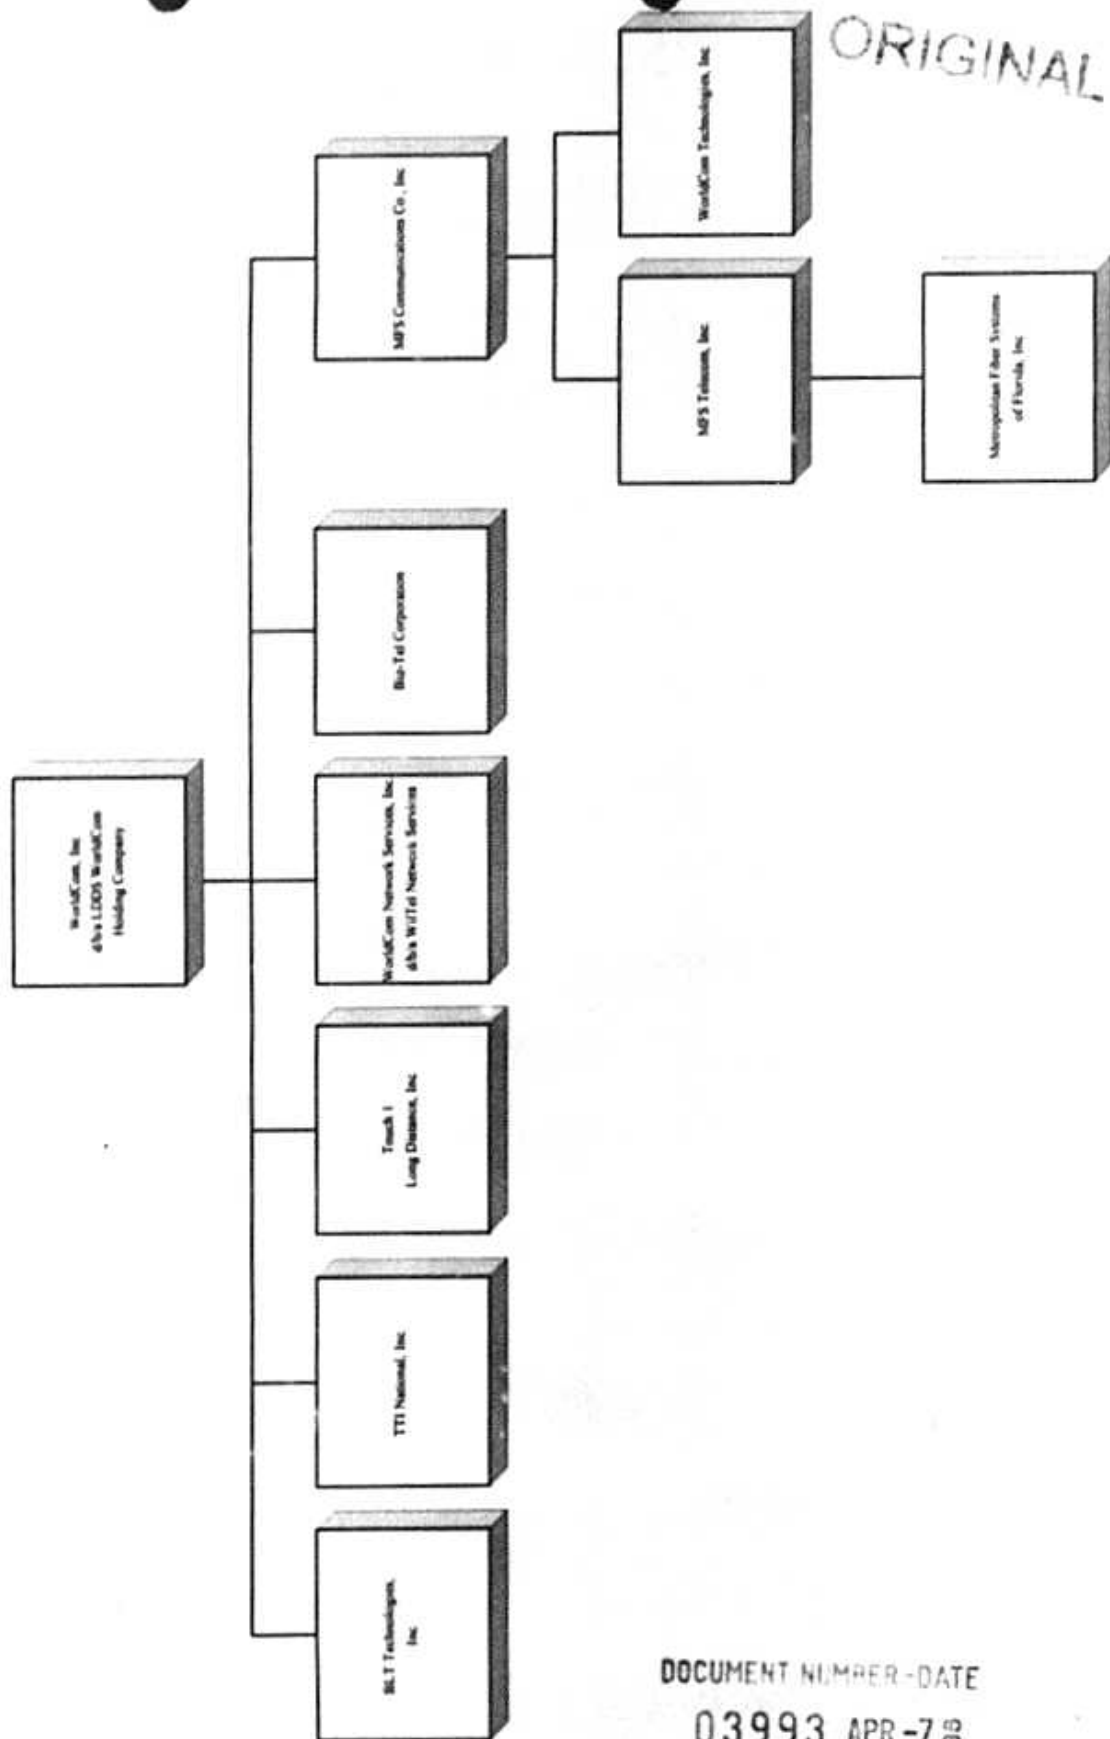 ORIGINAL
WorldCom, Inc
d/b/a LDDS WorldCom
Holding Company
BLT Technologies,
Inc
TTI National, Inc
Touch 1
Long Distance, Inc
WorldCom Network Services, Inc.
d/b/a WilTel Network Services
Biz-Tel Corporation
MFS Communications Co., Inc
MFS Telecom, Inc
WorldCom Technologies, Inc
Metropolitan Fiber Systems
of Florida, Inc
DOCUMENT NUMBER-DATE
03993 APR-7